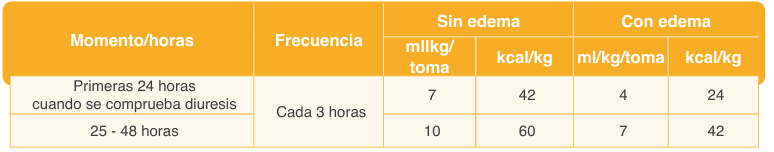 Momento/horas Frecuencia Sin edema Con edema
mllkg/
toma kcal/kg ml/kg/toma kcal/kg
Primeras 24 horas
cuando se comprueba diuresis Cada 3 horas 7 42 4 24
25 - 48 horas 10 60 7 42